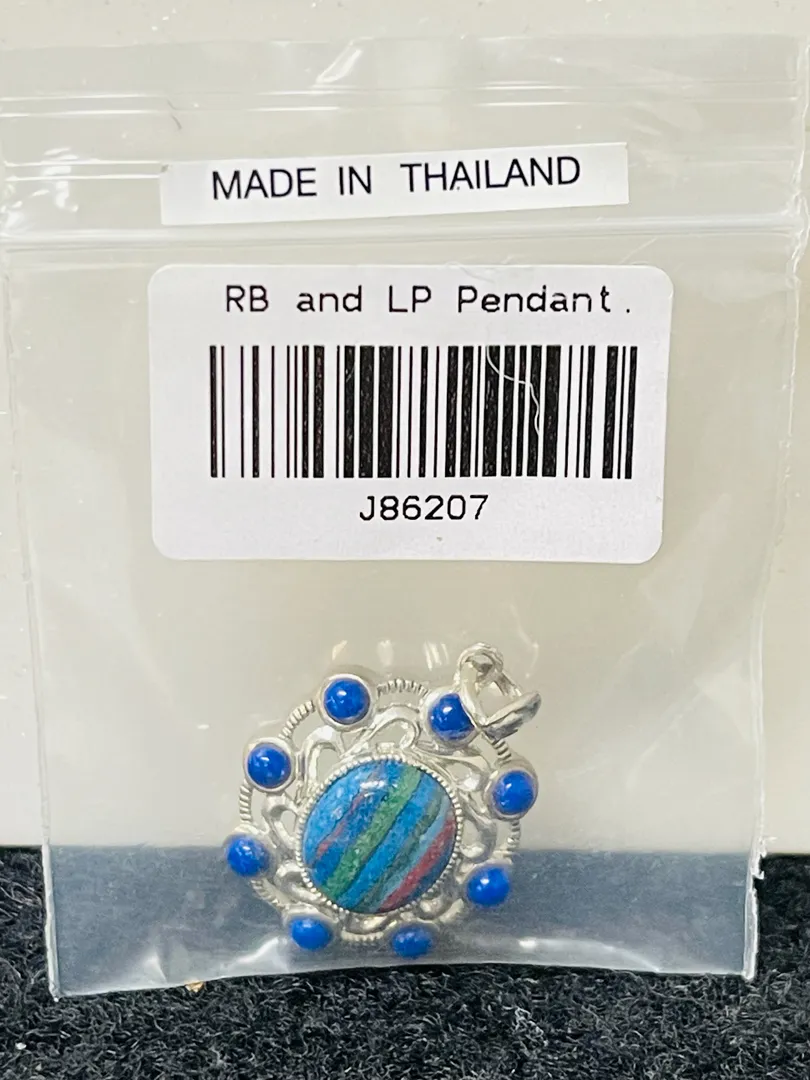 MADE IN THAILAND
RB and LP Pendant.
J86207